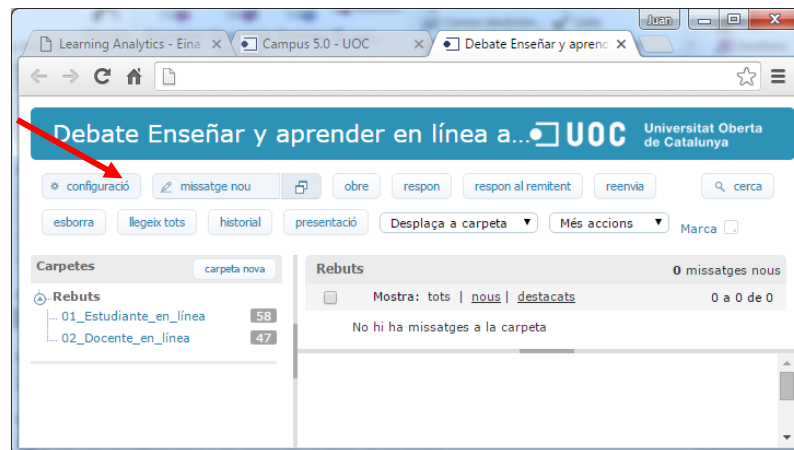 Juan
Learning Analytics - Eina
Campus 5.0 - UOC
Debate Enseñar y aprend
Debate Enseñar y aprender en línea a...
UOC
Universitat Oberta
de Catalunya
configuració missatge nou obre respon respon al remitent reenvia cerca
esborra llegeix tots historial presentació Desplaça a carpeta Més accions Marca
Carpetes carpeta nova
Rebuts
01_Estudiante_en_línea 58
02_Docente_en_línea 47
Rebuts 0 missatges nous
Mostra: tots | nous | destacats 0 a 0 de 0
No hi ha missatges a la carpeta